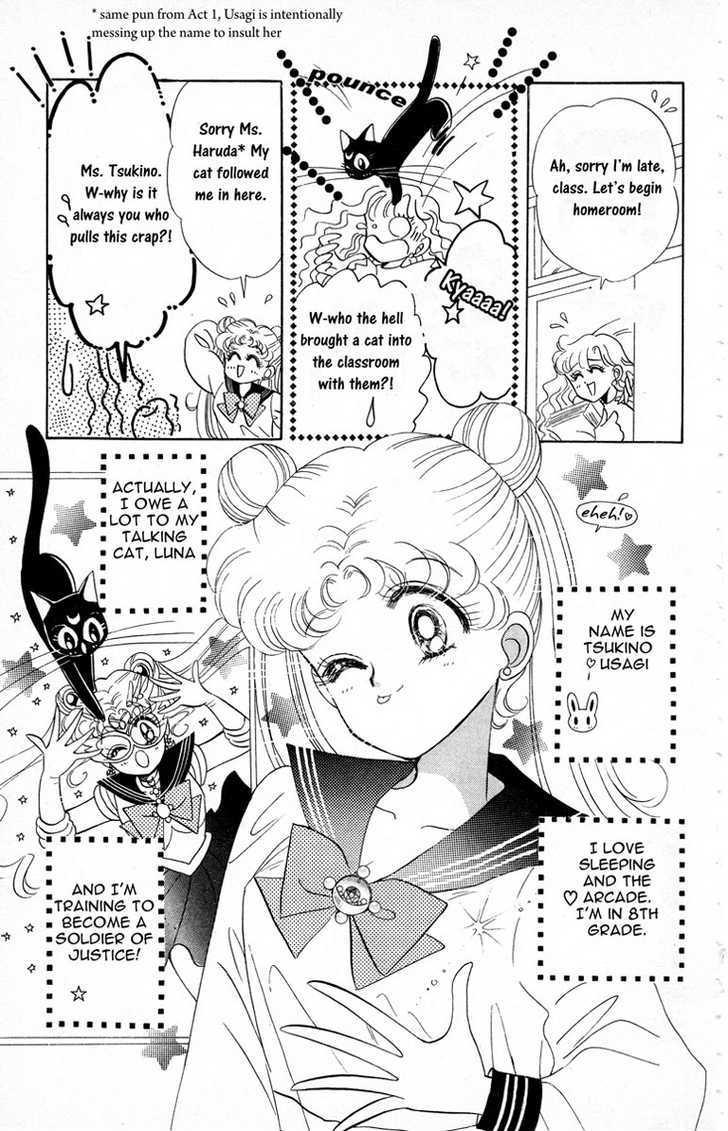 * same pun from Act 1, Usagi is intentionally
messing up the name to insult her
Ah, sorry I'm late,
class. Let's begin
homeroom!
pounce
Kyaaaa!
W-who the hell
brought a cat into
the classroom
with them?!
Sorry Ms.
Haruda* My
cat followed
me in here.
Ms. Tsukino.
W-why is it
always you who
pulls this crap?!
eheh!♡
MY
NAME IS
TSUKINO
♡ USAGI
I LOVE
SLEEPING
AND THE
♡ ARCADE.
I'M IN 8TH
GRADE.
ACTUALLY,
I OWE A
LOT TO MY
TALKING
CAT, LUNA
AND I'M
TRAINING TO
BECOME A
SOLDIER OF
JUSTICE!